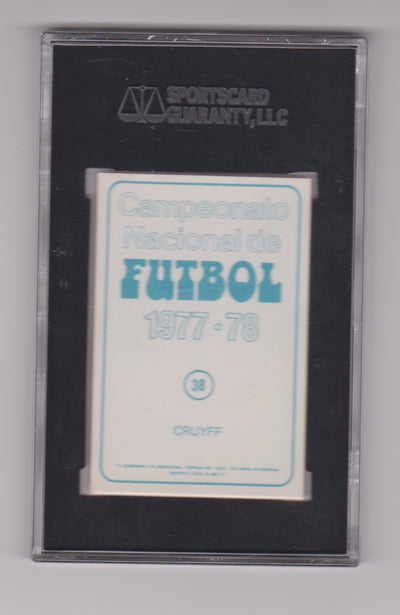 SPORTSCARD
GUARANTY, LLC
Campeonato
Nacional de
FUTBOL
1977-78
38
CRUYFF